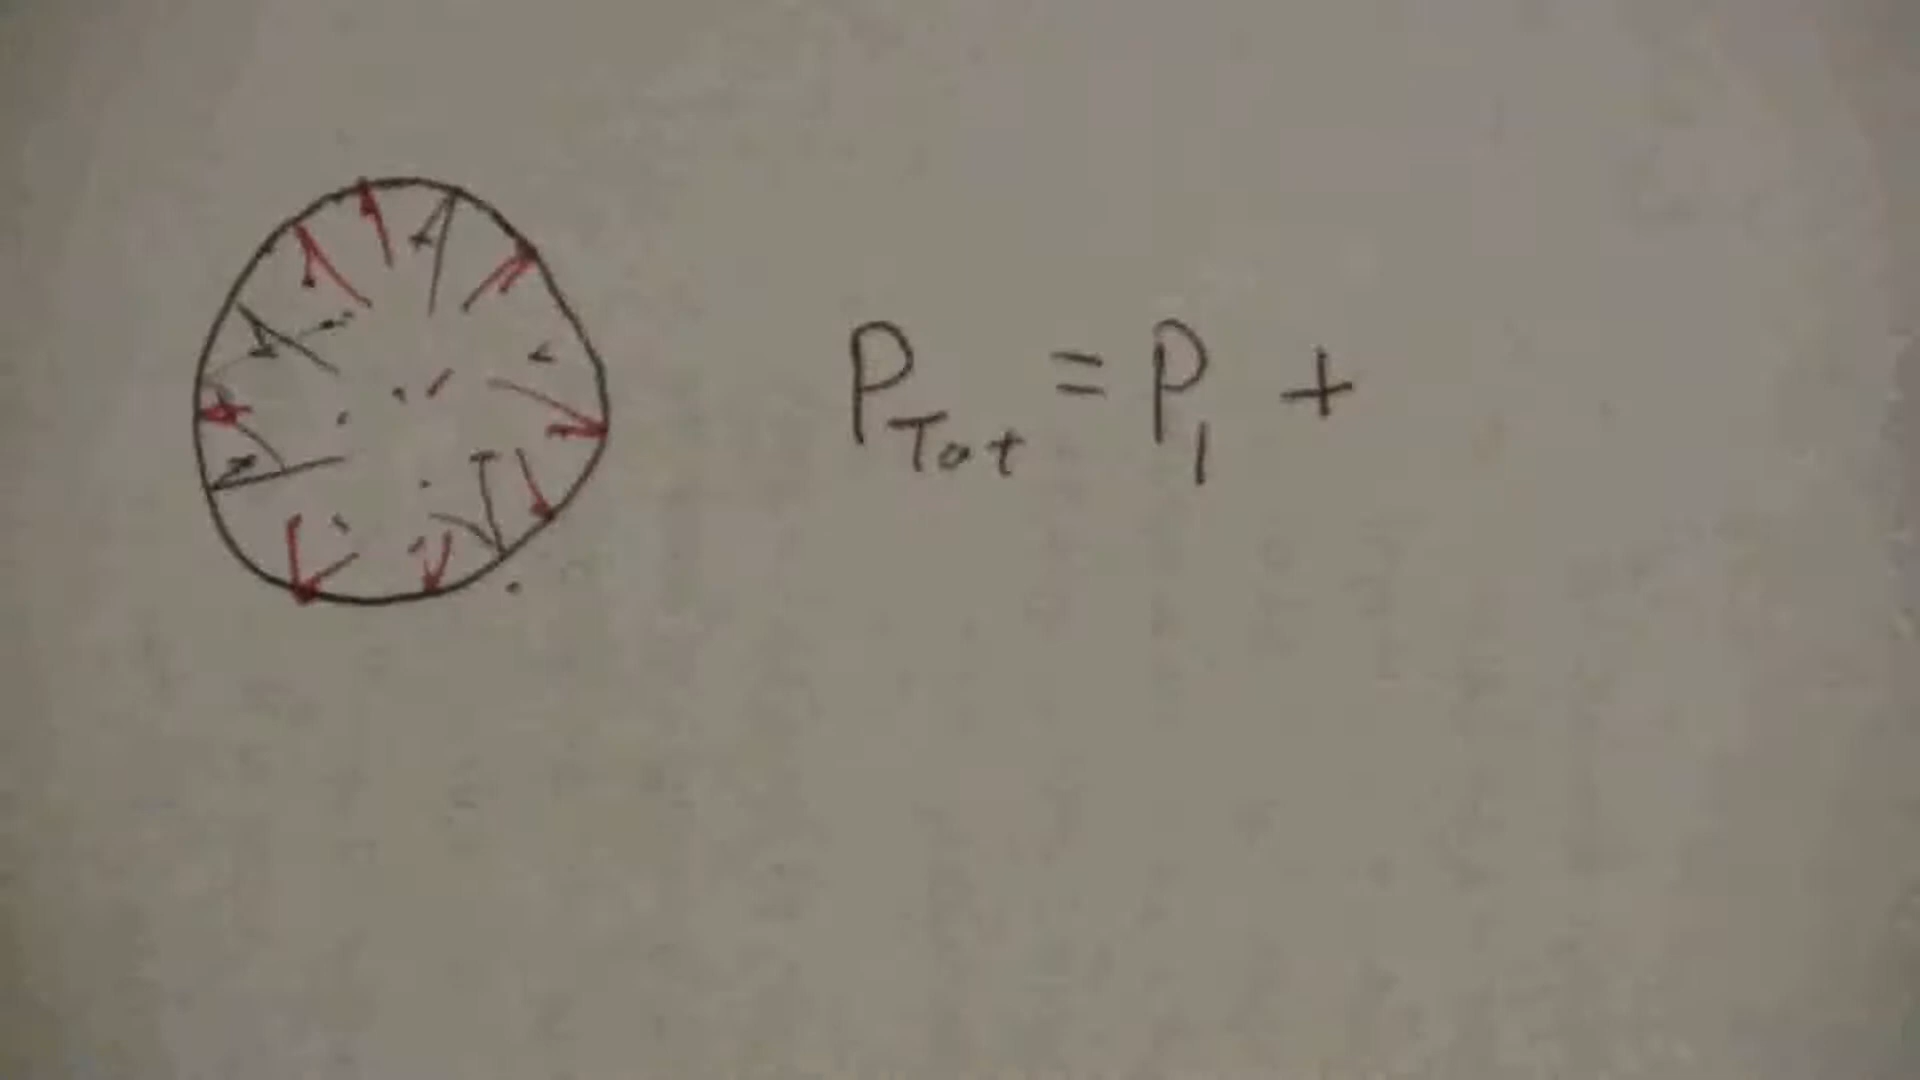 P_Tot = P_1 +